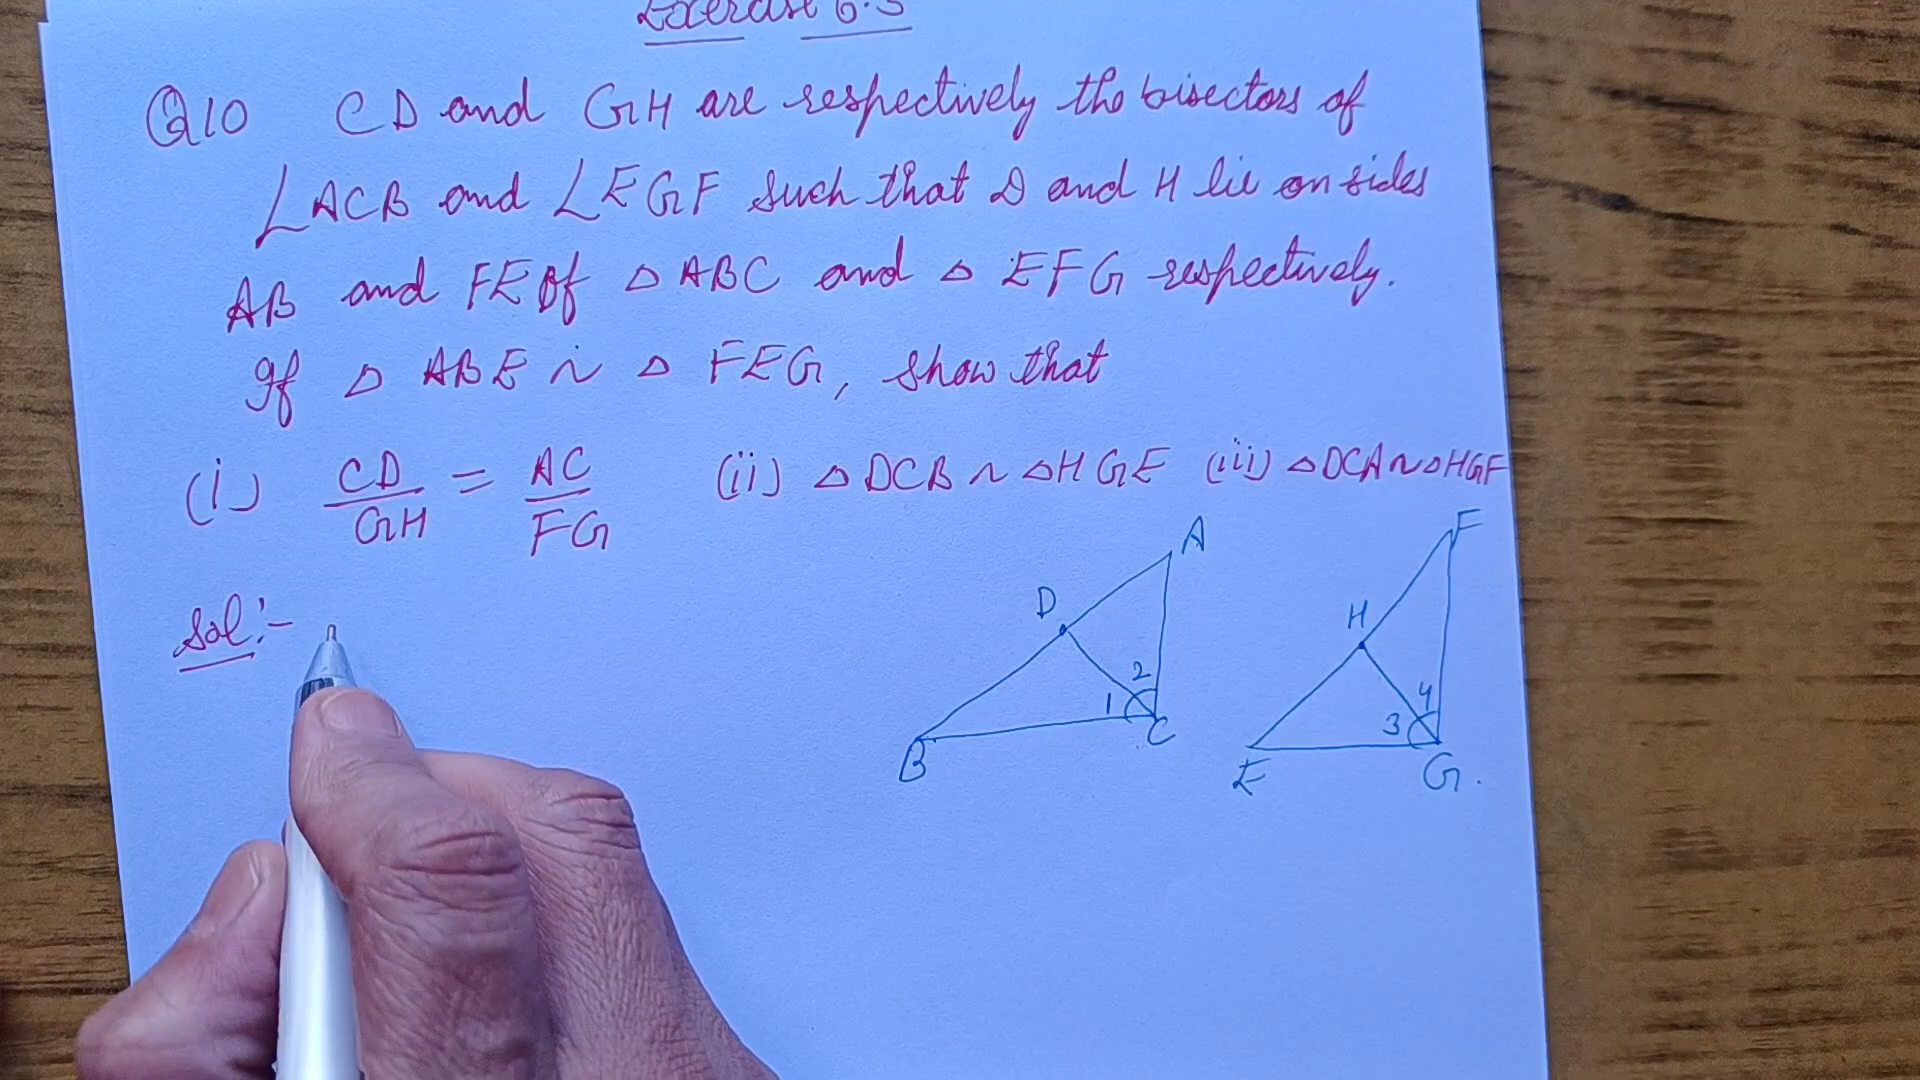 Exercise 6.3
Q10 CD and GH are respectively the bisectors of
∠ACB and ∠EGF such that D and H lie on sides
AB and FE of △ ABC and △ EFG respectively.
If △ ABE ~ △ FEG, show that
(i) CD/GH = AC/FG (ii) △DCB ~ △HGE (iii) △DCA ~ △HGF
Sol:-
A
D
2
1
B
C
F
H
4
3
E
G.